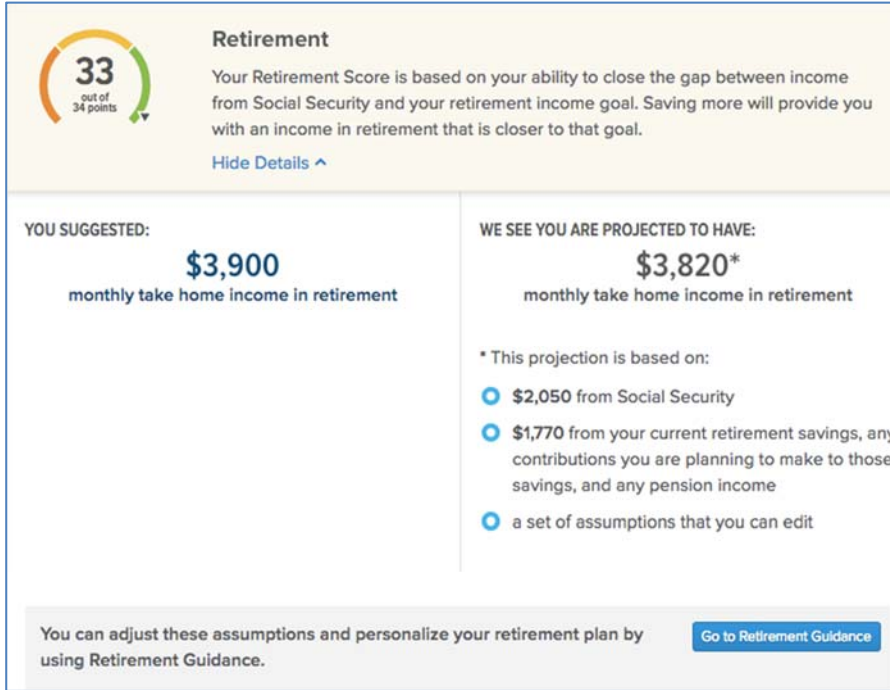 33
out of
34 points
Retirement
Your Retirement Score is based on your ability to close the gap between income
from Social Security and your retirement income goal. Saving more will provide you
with an income in retirement that is closer to that goal.
Hide Details
YOU SUGGESTED:
$3,900
monthly take home income in retirement
WE SEE YOU ARE PROJECTED TO HAVE:
$3,820*
monthly take home income in retirement
* This projection is based on:
$2,050 from Social Security
$1,770 from your current retirement savings, any
contributions you are planning to make to those
savings, and any pension income
a set of assumptions that you can edit
You can adjust these assumptions and personalize your retirement plan by
using Retirement Guidance.
Go to Retirement Guidance